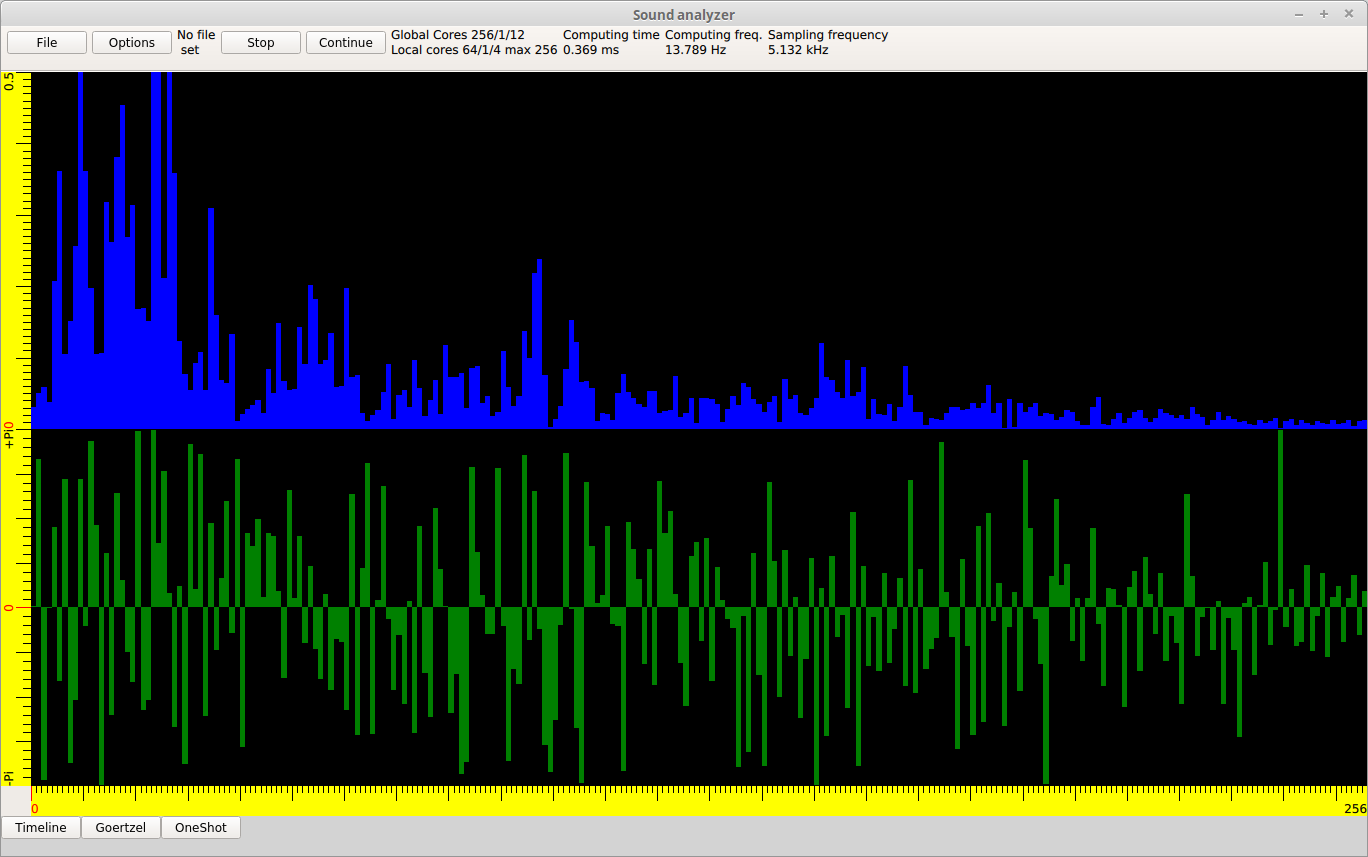 Sound analyzer
File
Options
No file
set
Stop
Continue
Global Cores 256/1/12
Local cores 64/1/4 max 256
Computing time
0.369 ms
Computing freq.
13.789 Hz
Sampling frequency
5.132 kHz
0.5
0
+Pi
0
-Pi
0
256
Timeline
Goertzel
OneShot